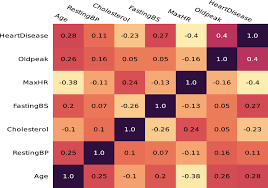 Age RestingBP Cholesterol FastingBS MaxHR Oldpeak HeartDisease
HeartDisease 0.28 0.11 -0.23 0.27 -0.4 0.4 1.0
Oldpeak 0.26 0.16 0.05 0.05 -0.16 1.0 0.4
MaxHR -0.38 -0.11 0.24 -0.13 1.0 -0.16 -0.4
FastingBS 0.2 0.07 -0.26 1.0 -0.13 0.05 0.27
Cholesterol -0.1 0.1 1.0 -0.26 0.24 0.05 -0.23
RestingBP 0.25 1.0 0.1 0.07 -0.11 0.16 0.11
Age 1.0 0.25 -0.1 0.2 -0.38 0.26 0.28